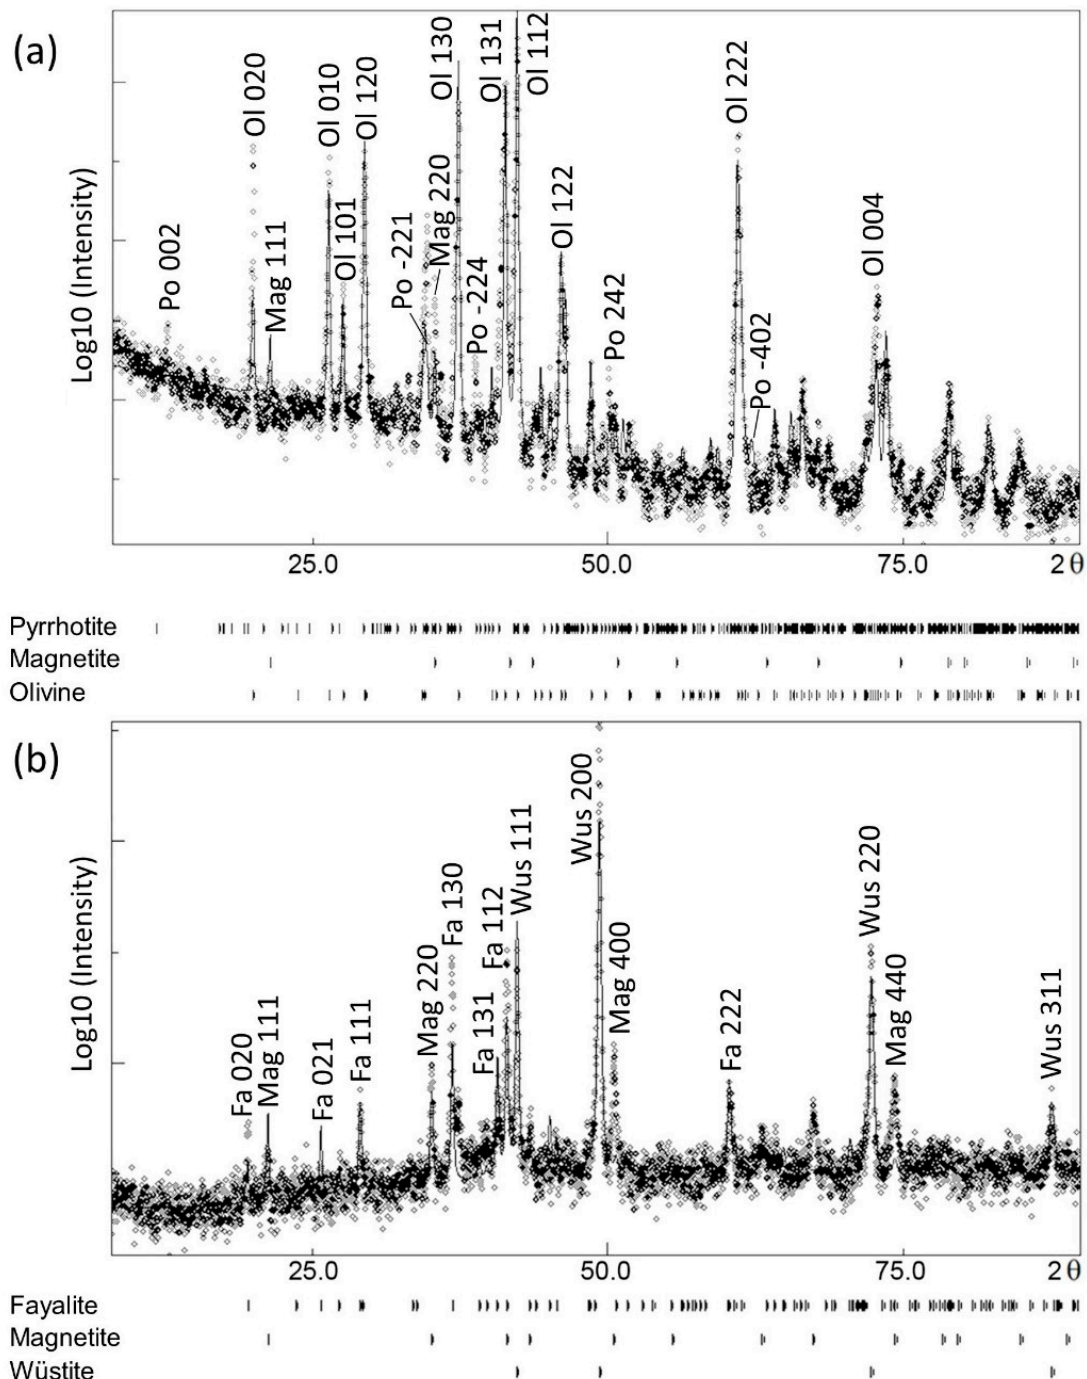 (a)
Log10 (Intensity)
Po 002
Ol 020
Mag 111
Ol 010
Ol 101
Ol 120
Po -221
Mag 220
Ol 130
Po -224
Ol 131
Ol 112
Ol 122
Po 242
Ol 222
Po -402
Ol 004
25.0 50.0 75.0 2θ
Pyrrhotite
Magnetite
Olivine
(b)
Log10 (Intensity)
Fa 020
Mag 111
Fa 021
Fa 111
Mag 220
Fa 130
Fa 131
Fa 112
Wus 111
Wus 200
Mag 400
Fa 222
Wus 220
Mag 440
Wus 311
25.0 50.0 75.0 2θ
Fayalite
Magnetite
Wüstite